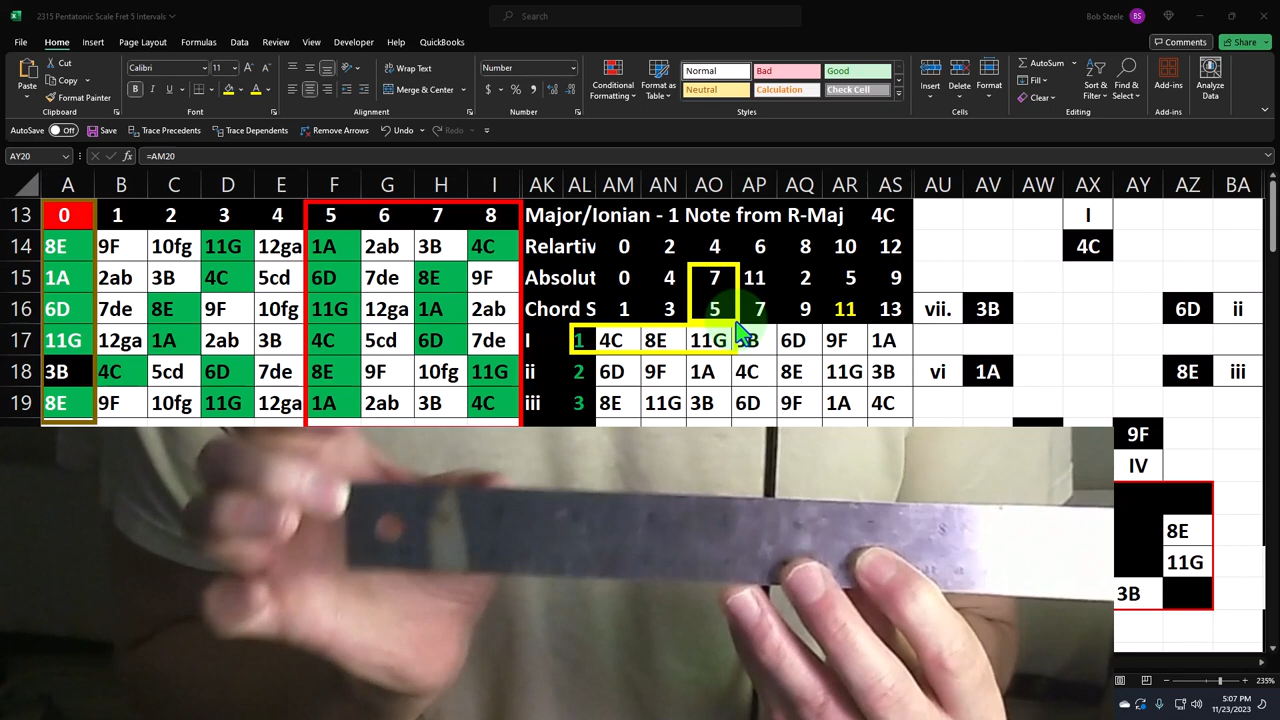 2315 Pentatonic Scale Fret 5 Intervals
Search
Bob Steele BS
File Home Insert Page Layout Formulas Data Review View Developer Automate Help QuickBooks
Comments Share
Paste Cut Copy Format Painter
Calibri 11
Wrap Text
Merge & Center
Number
Conditional Formatting Format as Table
Normal Bad Good
Neutral Calculation Check Cell
Insert Delete Format
AutoSum Fill Clear
Sort & Filter Find & Select
Add-ins
Analyze Data
Clipboard Font Alignment Number Styles Cells Editing Add-ins
AutoSave Off Save Trace Precedents Trace Dependents Remove Arrows Undo Redo
AY20 fx =AM20
A B C D E F G H I AK AL AM AN AO AP AQ AR AS AU AV AW AX AY AZ BA
13 0 1 2 3 4 5 6 7 8 Major/Ionian - 1 Note from R-Maj 4C I
14 8E 9F 10fg 11G 12ga 1A 2ab 3B 4C Relartiv 0 2 4 6 8 10 12 4C
15 1A 2ab 3B 4C 5cd 6D 7de 8E 9F Absolut 0 4 7 11 2 5 9
16 6D 7de 8E 9F 10fg 11G 12ga 1A 2ab Chord S 1 3 5 7 9 11 13 vii. 3B 6D ii
17 11G 12ga 1A 2ab 3B 4C 5cd 6D 7de I 1 4C 8E 11G 3B 6D 9F 1A
18 3B 4C 5cd 6D 7de 8E 9F 10fg 11G ii 2 6D 9F 1A 4C 8E 11G 3B vi 1A 8E iii
19 8E 9F 10fg 11G 12ga 1A 2ab 3B 4C iii 3 8E 11G 3B 6D 9F 1A 4C
9F
IV
8E
11G
3B
235%
5:07 PM
11/23/2023